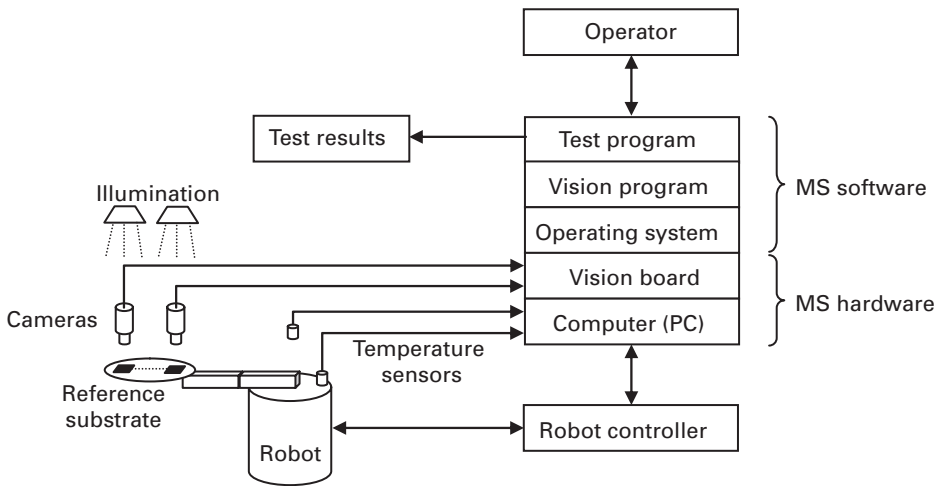 Operator
Test results
Test program
Illumination
Vision program
MS software
Operating system
Vision board
Cameras
Computer (PC)
MS hardware
Temperature
sensors
Reference
substrate
Robot
Robot controller